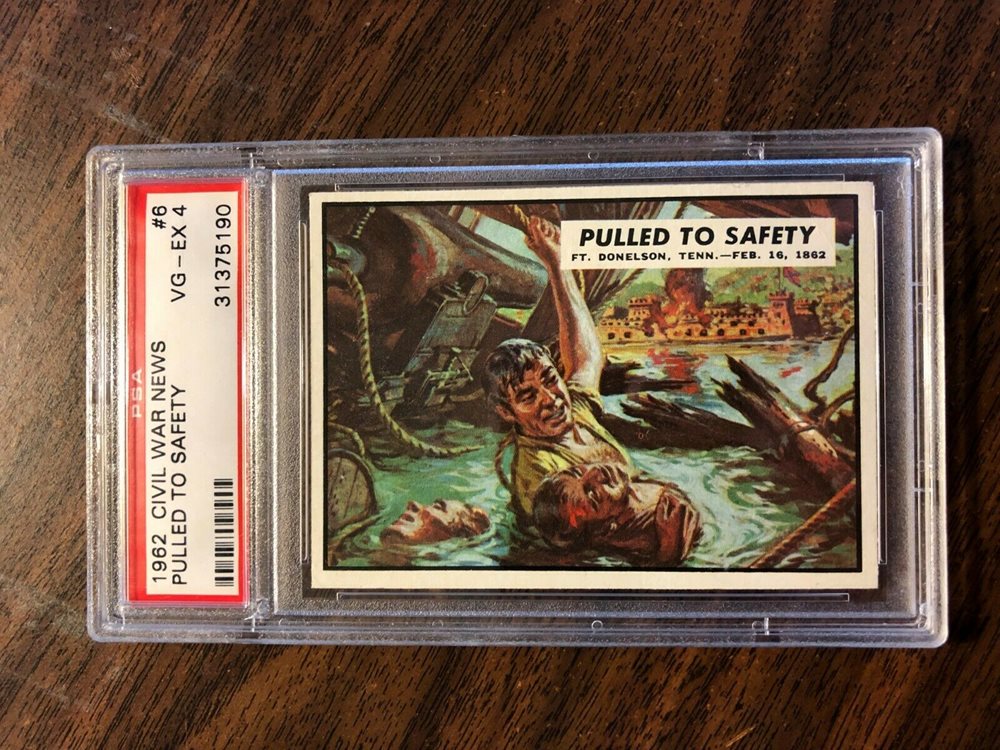 1962 CIVIL WAR NEWS #6
PULLED TO SAFETY VG-EX 4
31375190
PSA
PULLED TO SAFETY
FT. DONELSON, TENN.—FEB. 16, 1862